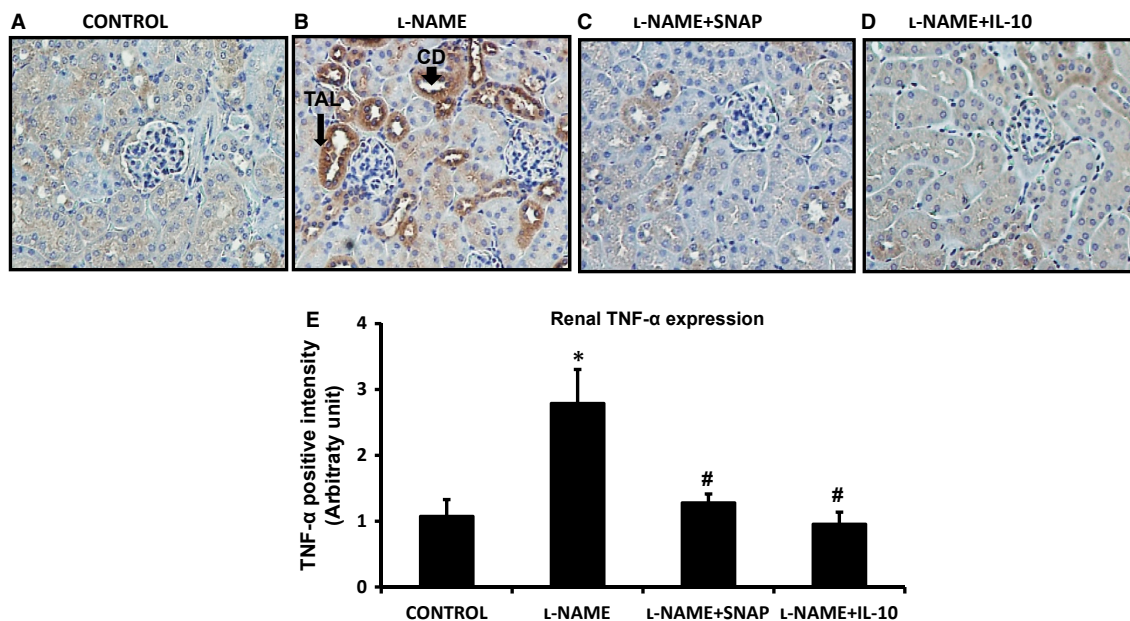 A CONTROL B ʟ-NAME C ʟ-NAME+SNAP D ʟ-NAME+IL-10
CD
TAL
E Renal TNF-α expression
TNF-α positive intensity
(Arbitraty unit)
4
3
2
1
0
*
#
#
CONTROL ʟ-NAME ʟ-NAME+SNAP ʟ-NAME+IL-10